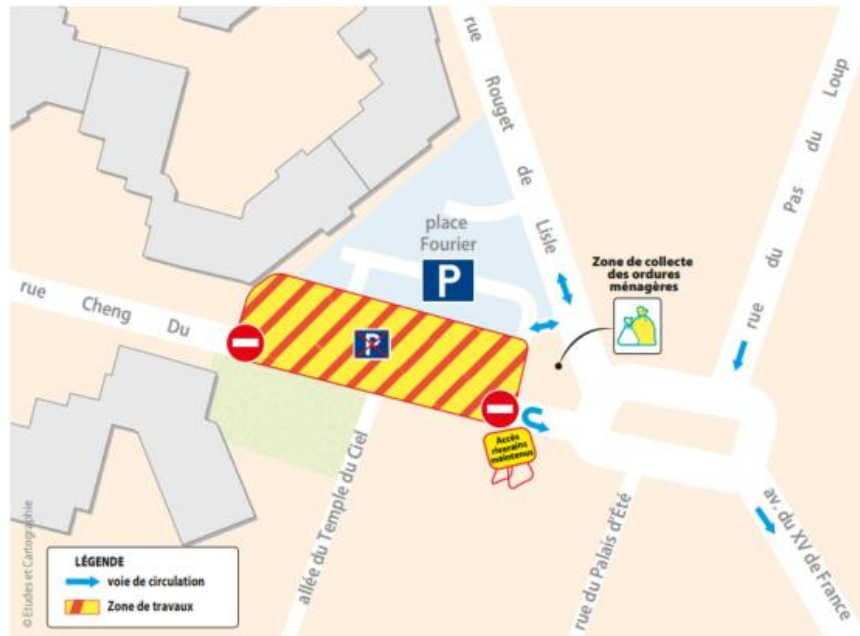 rue Rouget de Lisle
rue du Pas du Loup
place
Fourier
P
Zone de collecte
des ordures
ménagères
rue Cheng Du
P
Accès
riverains
maintenus
allée du Temple du Ciel
rue du Palais d'Été
av. du XV de France
© Etudes et Cartographie
LÉGENDE
voie de circulation
Zone de travaux